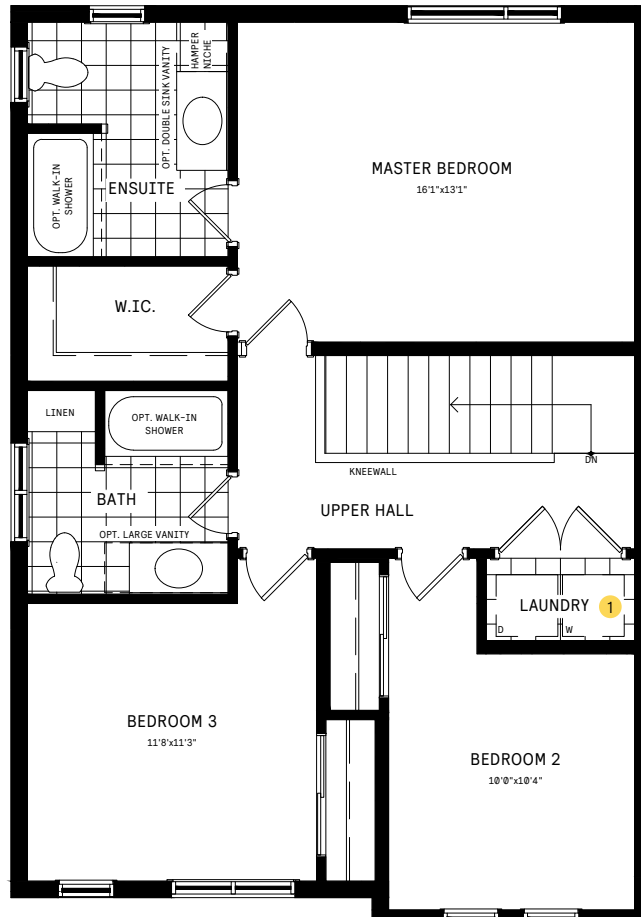 HAMPER
NICHE
OPT. DOUBLE SINK VANITY
MASTER BEDROOM
16'1"x13'1"
ENSUITE
OPT. WALK-IN
SHOWER
W.IC.
LINEN
OPT. WALK-IN
SHOWER
KNEEWALL
DN
BATH
UPPER HALL
OPT. LARGE VANITY
LAUNDRY 1
D
W
BEDROOM 3
11'8"x11'3"
BEDROOM 2
10'0"x10'4"